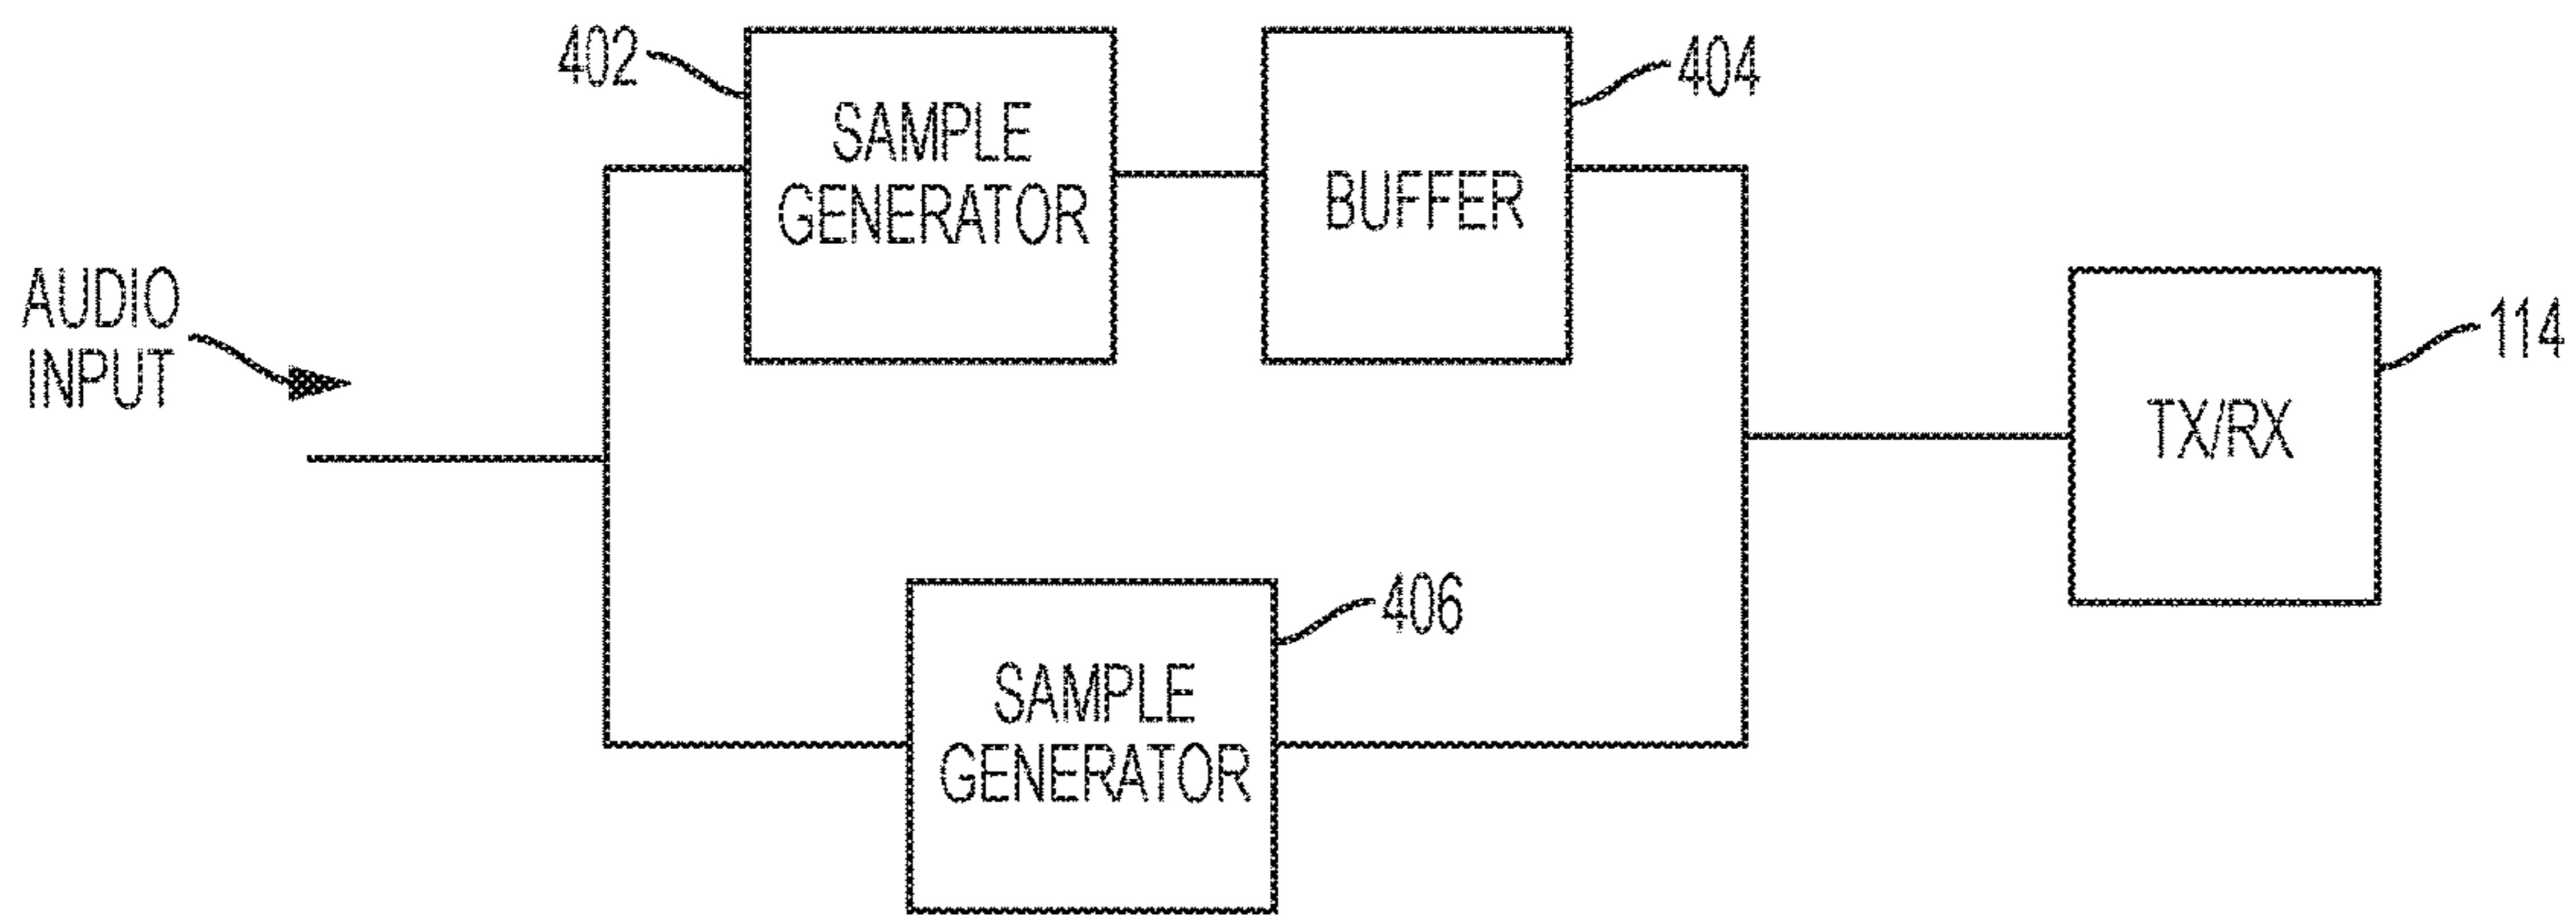 402
SAMPLE
GENERATOR
404
BUFFER
AUDIO
INPUT
114
TX/RX
406
SAMPLE
GENERATOR